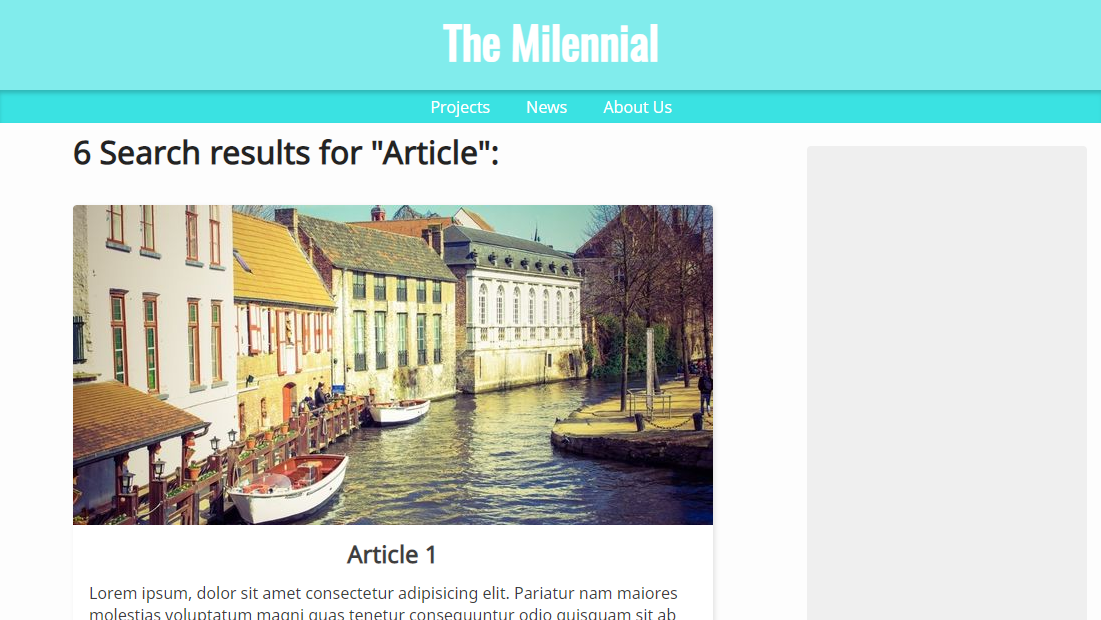 The Milennial
Projects News About Us
6 Search results for "Article":
Article 1
Lorem ipsum, dolor sit amet consectetur adipisicing elit. Pariatur nam maiores
molestias voluptatum magni quas tenetur consequuntur odio quisquam sit ab